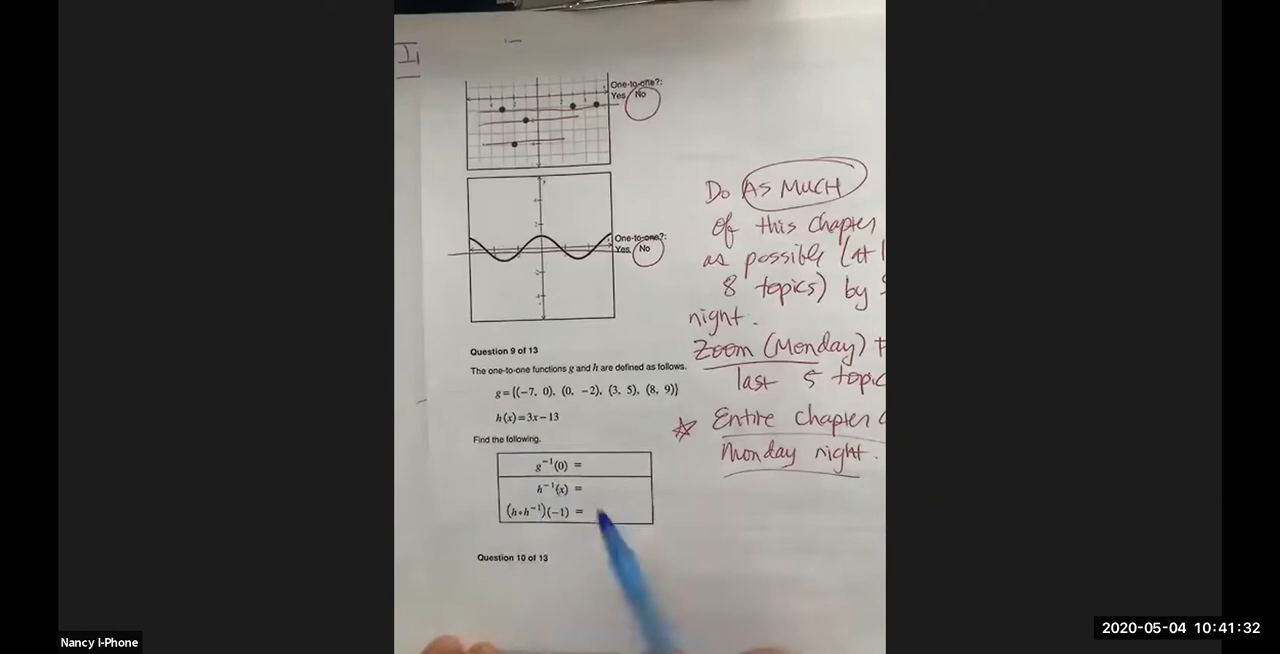 One-to-one?:
Yes No
One-to-one?:
Yes No
Do AS MUCH
of this chapter
as possible (at
8 topics) by
night.
Zoom (Monday)
last 5
Entire Chapter
Monday night.
Question 9 of 13
The one-to-one functions g and h are defined as follows.
g={(−7, 0), (0, −2), (3, 5), (8, 9)}
h(x)=3x−13
Find the following.
g⁻¹(0) =
h⁻¹(x) =
(h∘h⁻¹)(−1) =
Question 10 of 13
Nancy I-Phone
2020-05-04 10:41:32